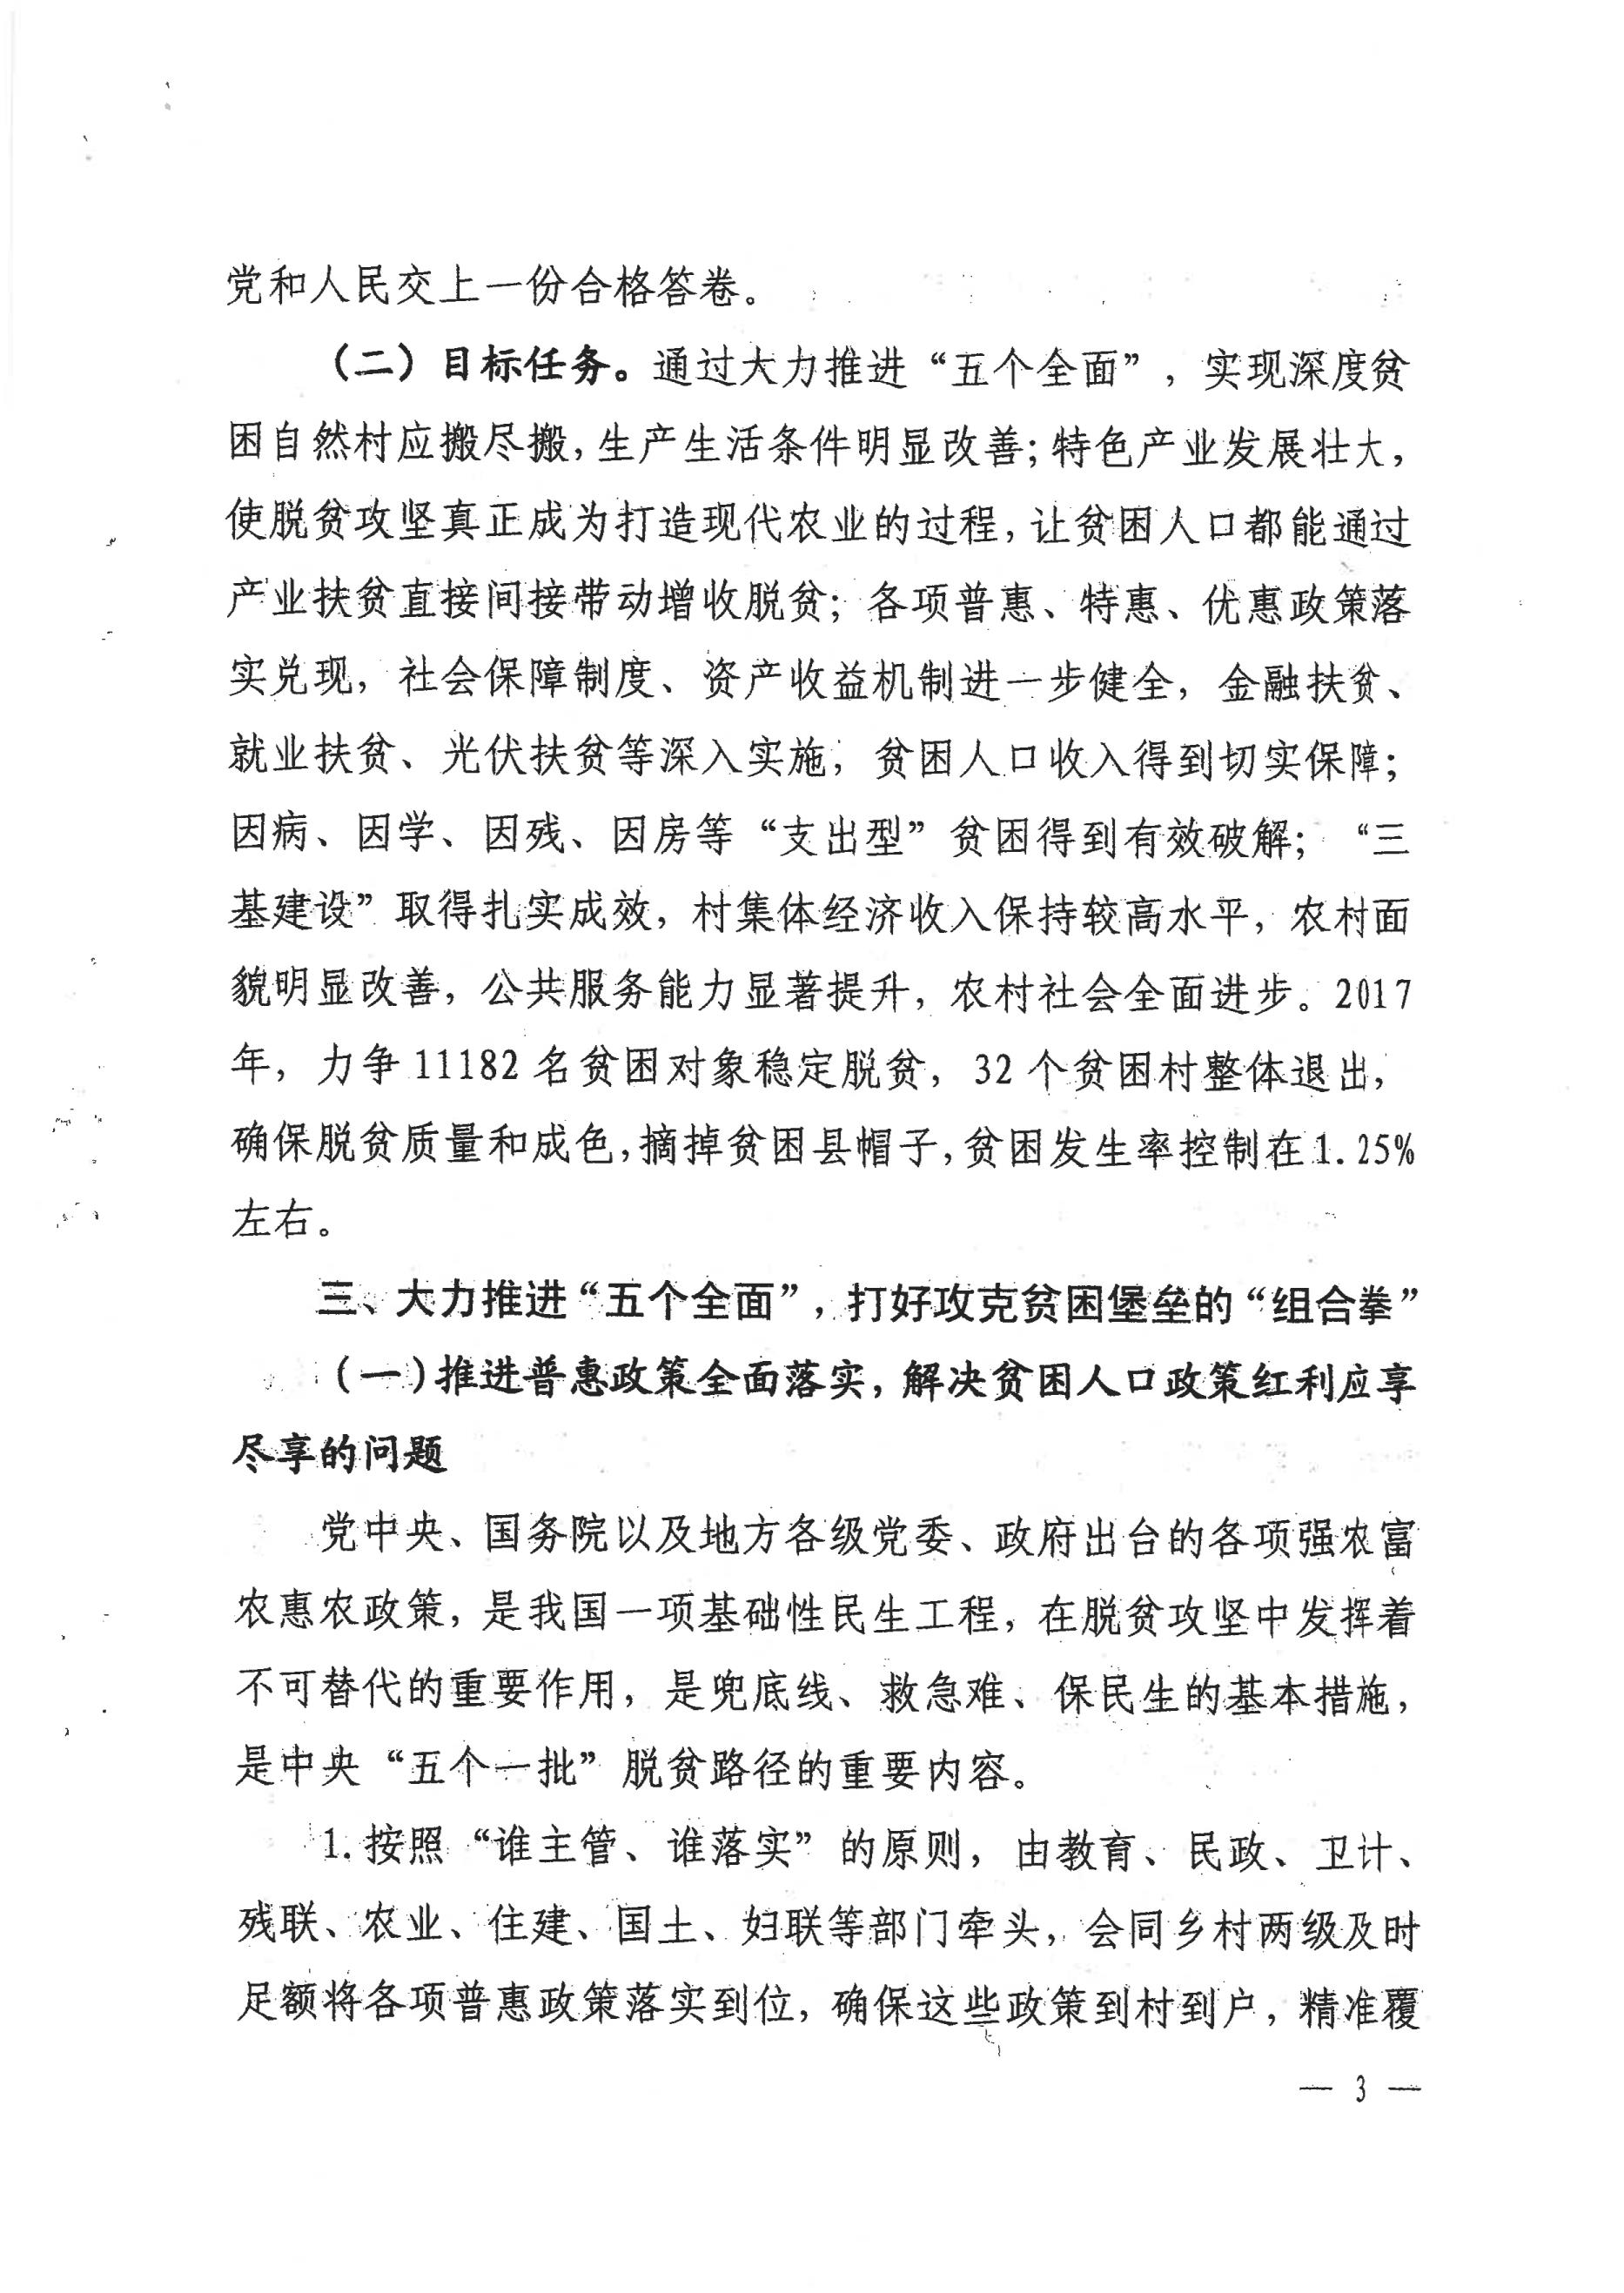 党和人民交上一份合格答卷。
（二）目标任务。通过大力推进“五个全面”，实现深度贫
困自然村应搬尽搬，生产生活条件明显改善；特色产业发展壮大，
使脱贫攻坚真正成为打造现代农业的过程，让贫困人口都能通过
产业扶贫直接间接带动增收脱贫；各项普惠、特惠、优惠政策落
实兑现，社会保障制度、资产收益机制进一步健全，金融扶贫、
就业扶贫、光伏扶贫等深入实施，贫困人口收入得到切实保障；
因病、因学、因残、因房等“支出型”贫困得到有效破解；“三
基建设”取得扎实成效，村集体经济收入保持较高水平，农村面
貌明显改善，公共服务能力显著提升，农村社会全面进步。2017
年，力争11182名贫困对象稳定脱贫，32个贫困村整体退出，
确保脱贫质量和成色，摘掉贫困县帽子，贫困发生率控制在1.25%
左右。
三、大力推进“五个全面”，打好攻克贫困堡垒的“组合拳”
（一）推进普惠政策全面落实，解决贫困人口政策红利应享
尽享的问题
党中央、国务院以及地方各级党委、政府出台的各项强农富
农惠农政策，是我国一项基础性民生工程，在脱贫攻坚中发挥着
不可替代的重要作用，是兜底线、救急难、保民生的基本措施，
是中央“五个一批”脱贫路径的重要内容。
1.按照“谁主管、谁落实”的原则，由教育、民政、卫计、
残联、农业、住建、国土、妇联等部门牵头，会同乡村两级及时
足额将各项普惠政策落实到位，确保这些政策到村到户，精准覆
— 3 —